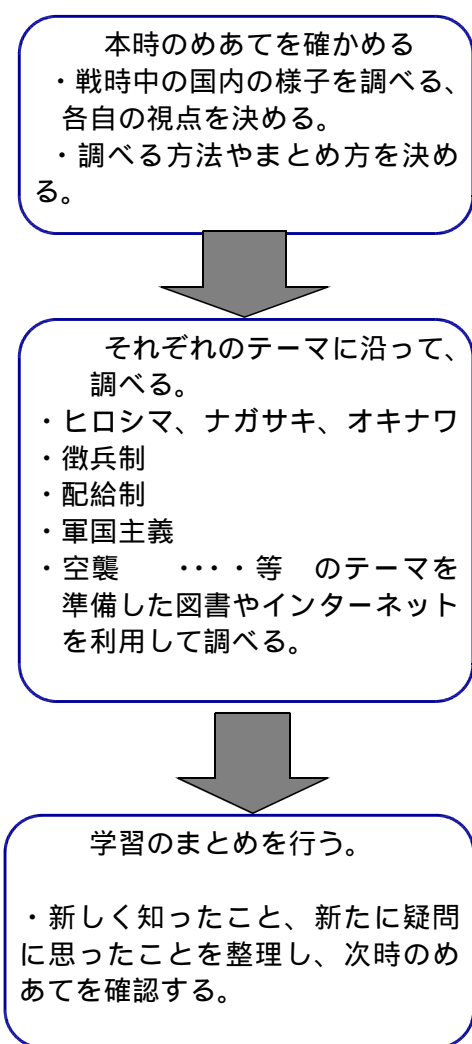 本時のめあてを確かめる
・戦時中の国内の様子を調べる、
各自の視点を決める。
・調べる方法やまとめ方を決め
る。
それぞれのテーマに沿って、
調べる。
・ヒロシマ、ナガサキ、オキナワ
・徴兵制
・配給制
・軍国主義
・空襲　・・・・等　のテーマを
準備した図書やインターネット
を利用して調べる。
学習のまとめを行う。
・新しく知ったこと、新たに疑問
に思ったことを整理し、次時のめ
あてを確認する。